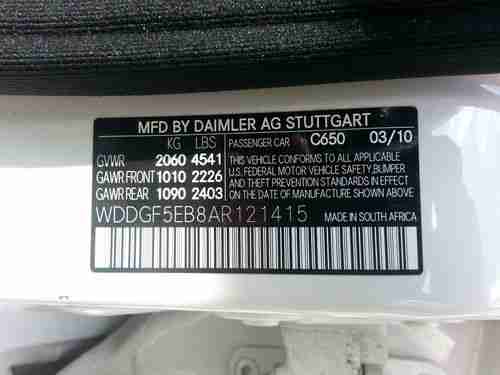 MFD BY DAIMLER AG STUTTGART
KG LBS PASSENGER CAR C650 03/10
GVWR 2060 4541 THIS VEHICLE CONFORMS TO ALL APPLICABLE
GAWR FRONT 1010 2226 U.S.FEDERAL MOTOR VEHICLE SAFETY,BUMPER
GAWR REAR 1090 2403 AND THEFT PREVENTION STANDARDS IN EFFECT
ON THE DATE OF MANUFACTURE SHOWN ABOVE
WDDGF5EB8AR121415 MADE IN SOUTH AFRICA